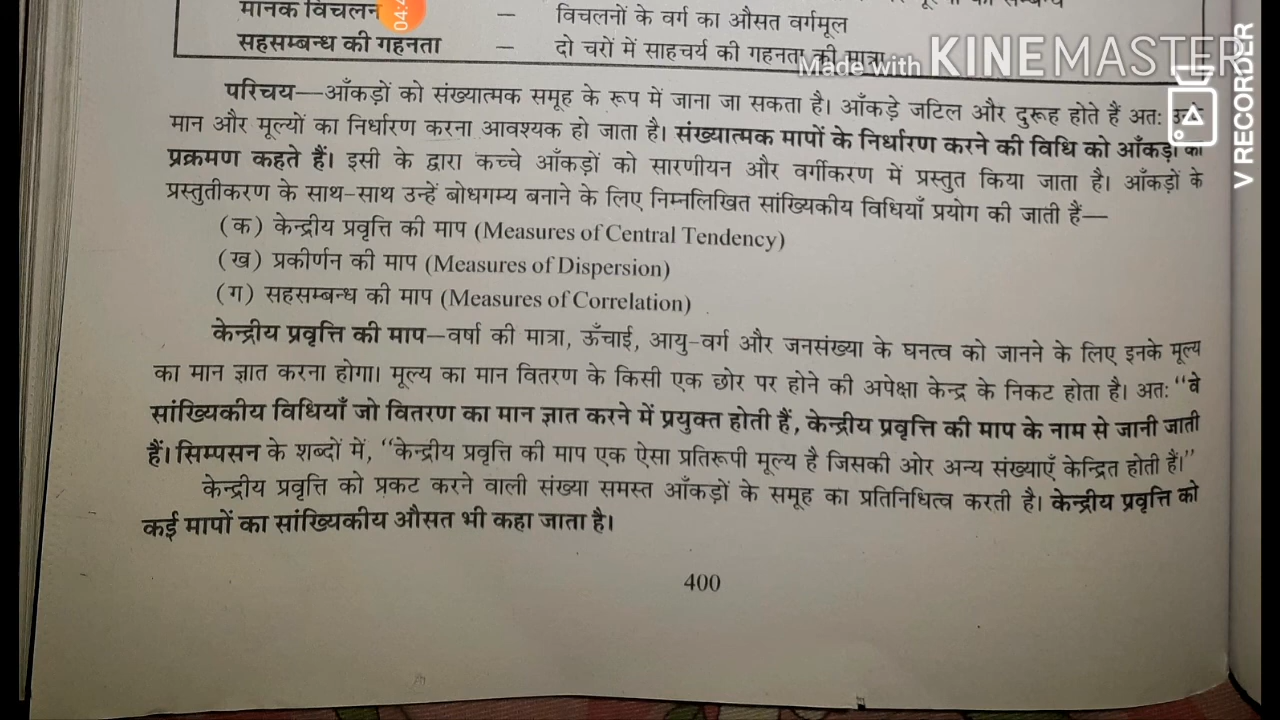 मानक विचलन – विचलनों के वर्ग का औसत वर्गमूल
सहसम्बन्ध की गहनता – दो चरों में साहचर्य की गहनता की मात्रा
Made with KINEMASTER
V RECORDER
04:4
परिचय—आँकड़ों को संख्यात्मक समूह के रूप में जाना जा सकता है। आँकड़े जटिल और दुरूह होते हैं अतः
मान और मूल्यों का निर्धारण करना आवश्यक हो जाता है। संख्यात्मक मापों के निर्धारण करने की विधि को आँकड़ों का
प्रक्रमण कहते हैं। इसी के द्वारा कच्चे आँकड़ों को सारणीयन और वर्गीकरण में प्रस्तुत किया जाता है। आँकड़ों के
प्रस्तुतीकरण के साथ-साथ उन्हें बोधगम्य बनाने के लिए निम्नलिखित सांख्यिकीय विधियाँ प्रयोग की जाती हैं—
(क) केन्द्रीय प्रवृत्ति की माप (Measures of Central Tendency)
(ख) प्रकीर्णन की माप (Measures of Dispersion)
(ग) सहसम्बन्ध की माप (Measures of Correlation)
केन्द्रीय प्रवृत्ति की माप—वर्षा की मात्रा, ऊँचाई, आयु-वर्ग और जनसंख्या के घनत्व को जानने के लिए इनके मूल्य
का मान ज्ञात करना होगा। मूल्य का मान वितरण के किसी एक छोर पर होने की अपेक्षा केन्द्र के निकट होता है। अतः “वे
सांख्यिकीय विधियाँ जो वितरण का मान ज्ञात करने में प्रयुक्त होती हैं, केन्द्रीय प्रवृत्ति की माप के नाम से जानी जाती
हैं। सिम्पसन के शब्दों में, “केन्द्रीय प्रवृत्ति की माप एक ऐसा प्रतिरूपी मूल्य है जिसकी ओर अन्य संख्याएँ केन्द्रित होती हैं।”
केन्द्रीय प्रवृत्ति को प्रकट करने वाली संख्या समस्त आँकड़ों के समूह का प्रतिनिधित्व करती है। केन्द्रीय प्रवृत्ति को
कई मापों का सांख्यिकीय औसत भी कहा जाता है।
400